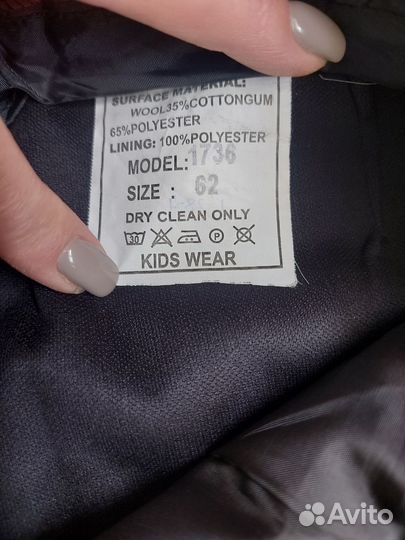 SURFACE MATERIAL:
WOOL35%COTTONGUM
65%POLYESTER
LINING: 100%POLYESTER
MODEL: 1736
SIZE : 62
DRY CLEAN ONLY
30 P
KIDS WEAR
Avito